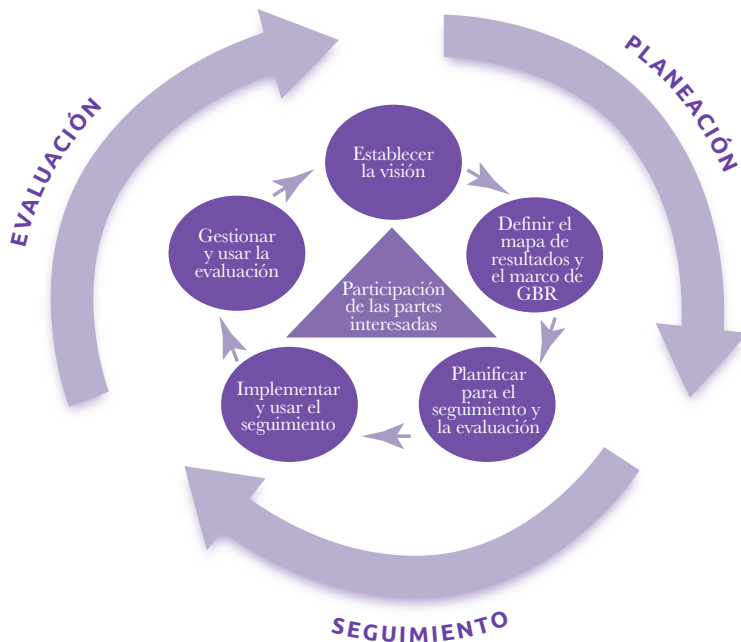 EVALUACIÓN
PLANEACIÓN
Establecer
la visión
Definir el
mapa de
resultados y
el marco de
GBR
Gestionar
y usar la
evaluación
Participación
de las partes
interesadas
Implementar
y usar el
seguimiento
Planificar
para el
seguimiento y
la evaluación
SEGUIMIENTO